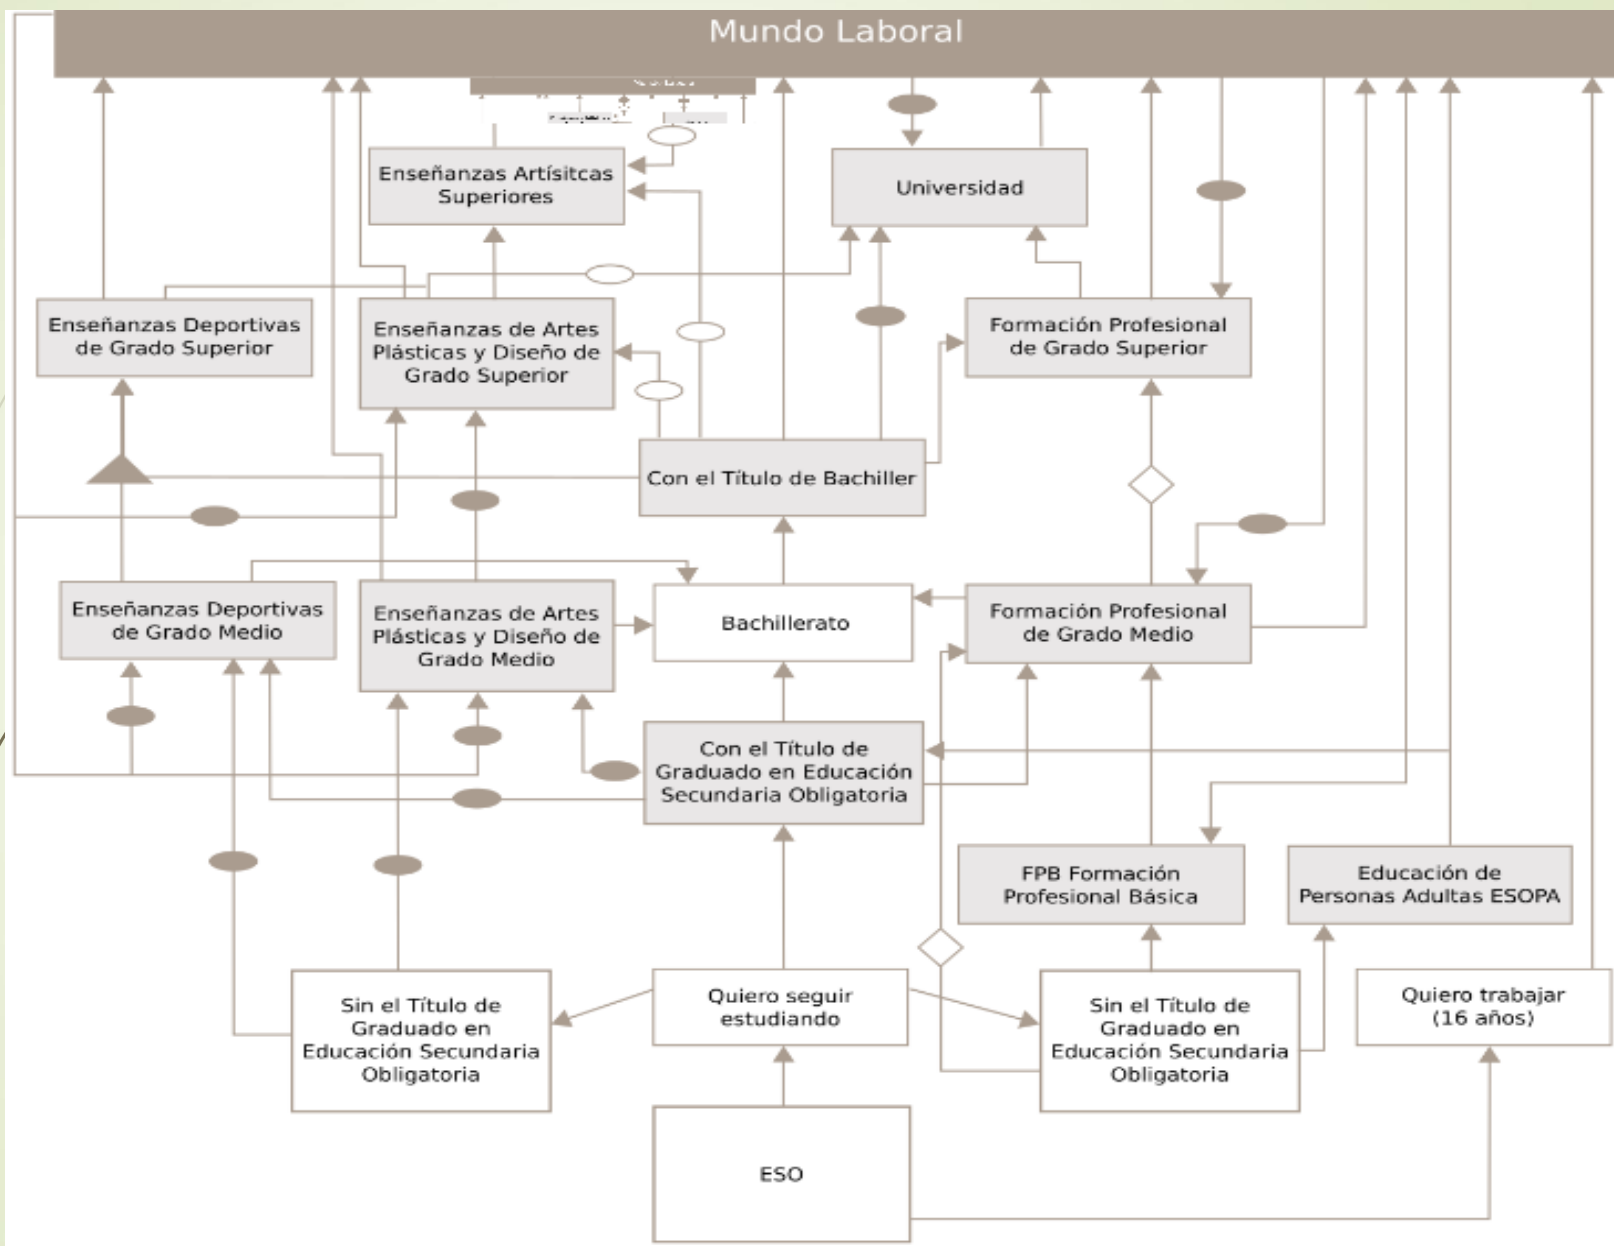 Mundo Laboral
Enseñanzas Artísitcas
Superiores
Universidad
Enseñanzas Deportivas
de Grado Superior
Enseñanzas de Artes
Plásticas y Diseño de
Grado Superior
Formación Profesional
de Grado Superior
Con el Título de Bachiller
Enseñanzas Deportivas
de Grado Medio
Enseñanzas de Artes
Plásticas y Diseño de
Grado Medio
Bachillerato
Formación Profesional
de Grado Medio
Con el Título de
Graduado en Educación
Secundaria Obligatoria
FPB Formación
Profesional Básica
Educación de
Personas Adultas ESOPA
Sin el Título de
Graduado en
Educación Secundaria
Obligatoria
Quiero seguir
estudiando
Sin el Título de
Graduado en
Educación Secundaria
Obligatoria
Quiero trabajar
(16 años)
ESO